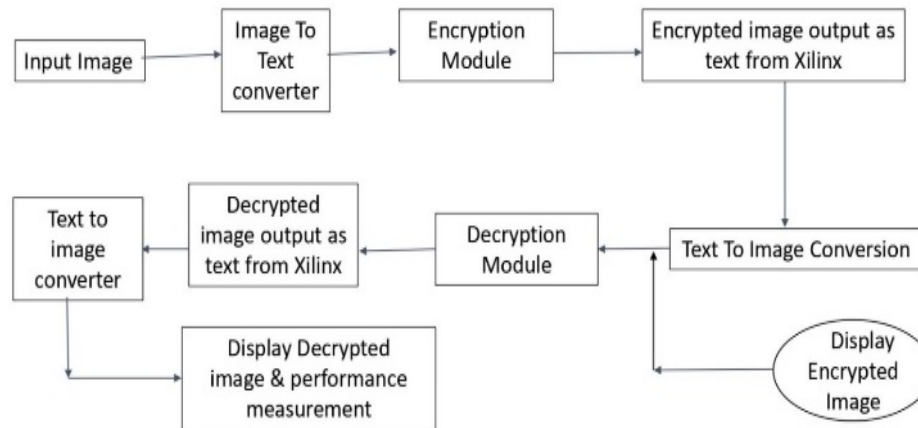 Input Image
Image To
Text
converter
Encryption
Module
Encrypted image output as
text from Xilinx
Text to
image
converter
Decrypted
image output as
text from Xilinx
Decryption
Module
Text To Image Conversion
Display Decrypted
image & performance
measurement
Display
Encrypted
Image